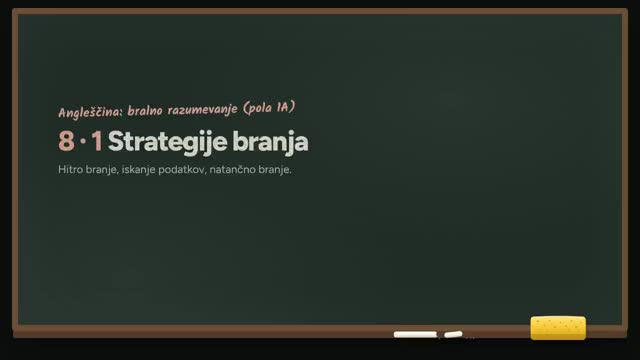 Angleščina: bralno razumevanje (pola 1A)
8 · 1 Strategije branja
Hitro branje, iskanje podatkov, natančno branje.